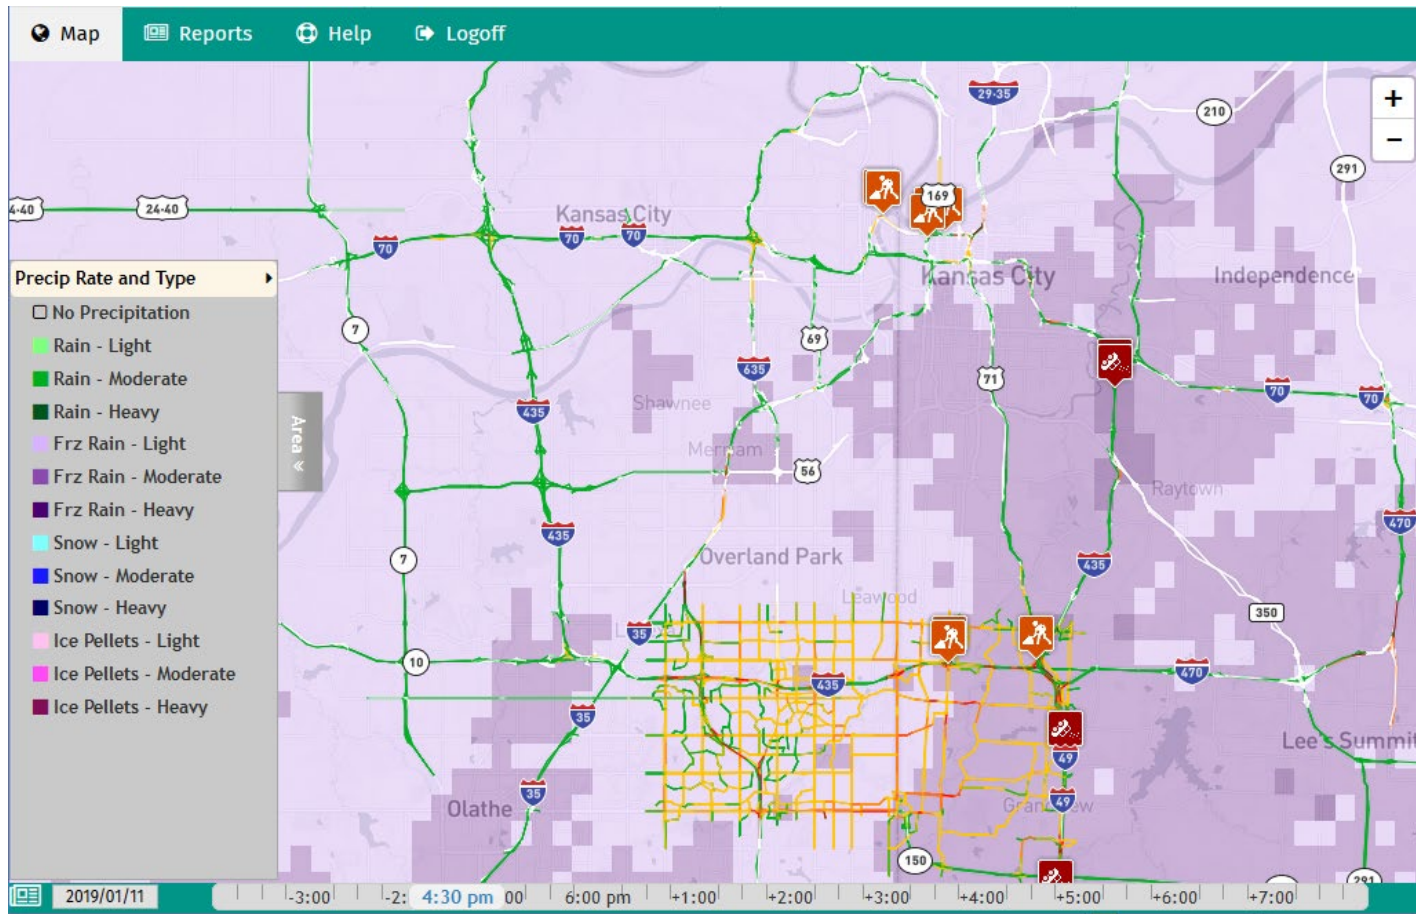 Map Reports Help Logoff
+
−
29-35
210
291
169
4-40
24-40
Kansas City
70
70
70
Kansas City
Independence
Precip Rate and Type
No Precipitation
Rain - Light
Rain - Moderate
Rain - Heavy
Frz Rain - Light
Frz Rain - Moderate
Frz Rain - Heavy
Snow - Light
Snow - Moderate
Snow - Heavy
Ice Pellets - Light
Ice Pellets - Moderate
Ice Pellets - Heavy
Area
7
69
635
71
435
Shawnee
70
70
Merriam
56
Raytown
435
470
7
Overland Park
435
Leawood
350
35
10
435
470
35
Lee's Summit
49
35
49
Olathe
Grandview
150
291
2019/01/11
-3:00
-2:
4:30 pm
00
6:00 pm
+1:00
+2:00
+3:00
+4:00
+5:00
+6:00
+7:00